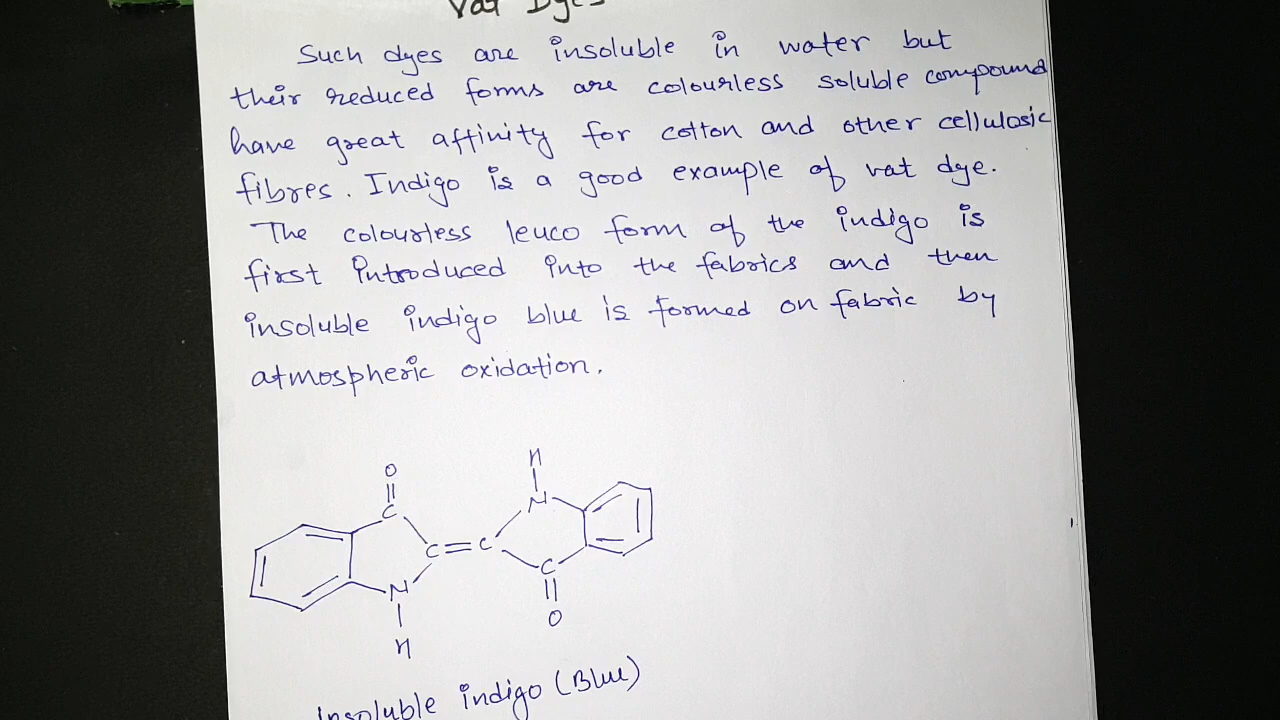 Vat Dyes
Such dyes are insoluble in water but
their reduced forms are colourless soluble compound
have great affinity for cotton and other cellulosic
fibres. Indigo is a good example of vat dye.
The colourless leuco form of the indigo is
first introduced into the fabrics and then
insoluble indigo blue is formed on fabric by
atmospheric oxidation.
H
O
||
C
N
C=C
N
C
||
O
H
Insoluble indigo (Blue)